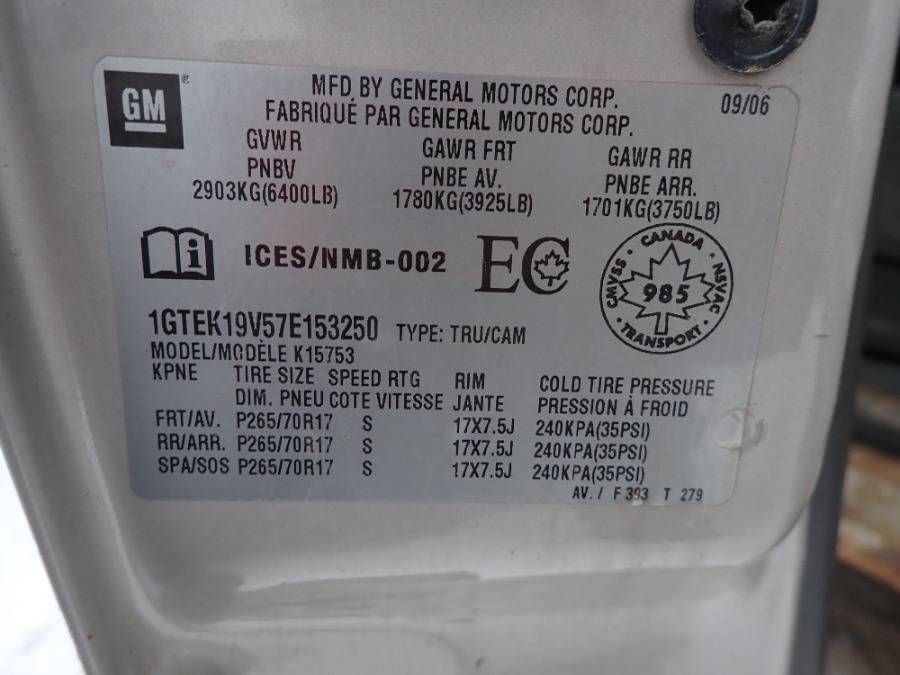 GM
MFD BY GENERAL MOTORS CORP. 09/06
FABRIQUÉ PAR GENERAL MOTORS CORP.
GVWR GAWR FRT GAWR RR
PNBV PNBE AV. PNBE ARR.
2903KG(6400LB) 1780KG(3925LB) 1701KG(3750LB)
i ICES/NMB-002 EC CANADA CMVSS NSVAC 985 TRANSPORT
1GTEK19V57E153250 TYPE: TRU/CAM
MODEL/MODÈLE K15753
KPNE TIRE SIZE SPEED RTG RIM COLD TIRE PRESSURE
DIM. PNEU COTE VITESSE JANTE PRESSION À FROID
FRT/AV. P265/70R17 S 17X7.5J 240KPA(35PSI)
RR/ARR. P265/70R17 S 17X7.5J 240KPA(35PSI)
SPA/SOS P265/70R17 S 17X7.5J 240KPA(35PSI)
AV. / F 393 T 279